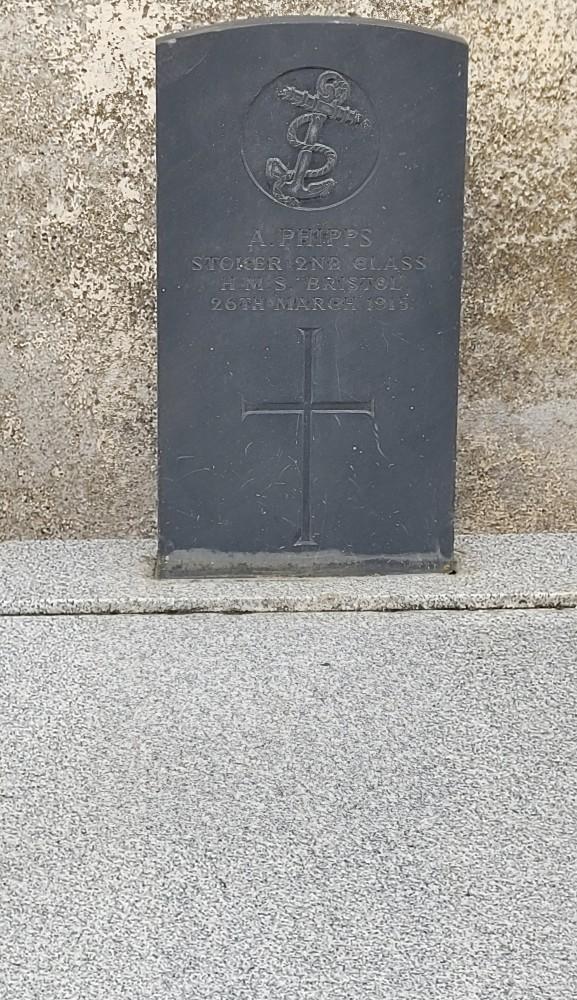 A. PHIPPS
STOKER 2ND CLASS
H.M.S. "BRISTOL"
26TH MARCH 1915